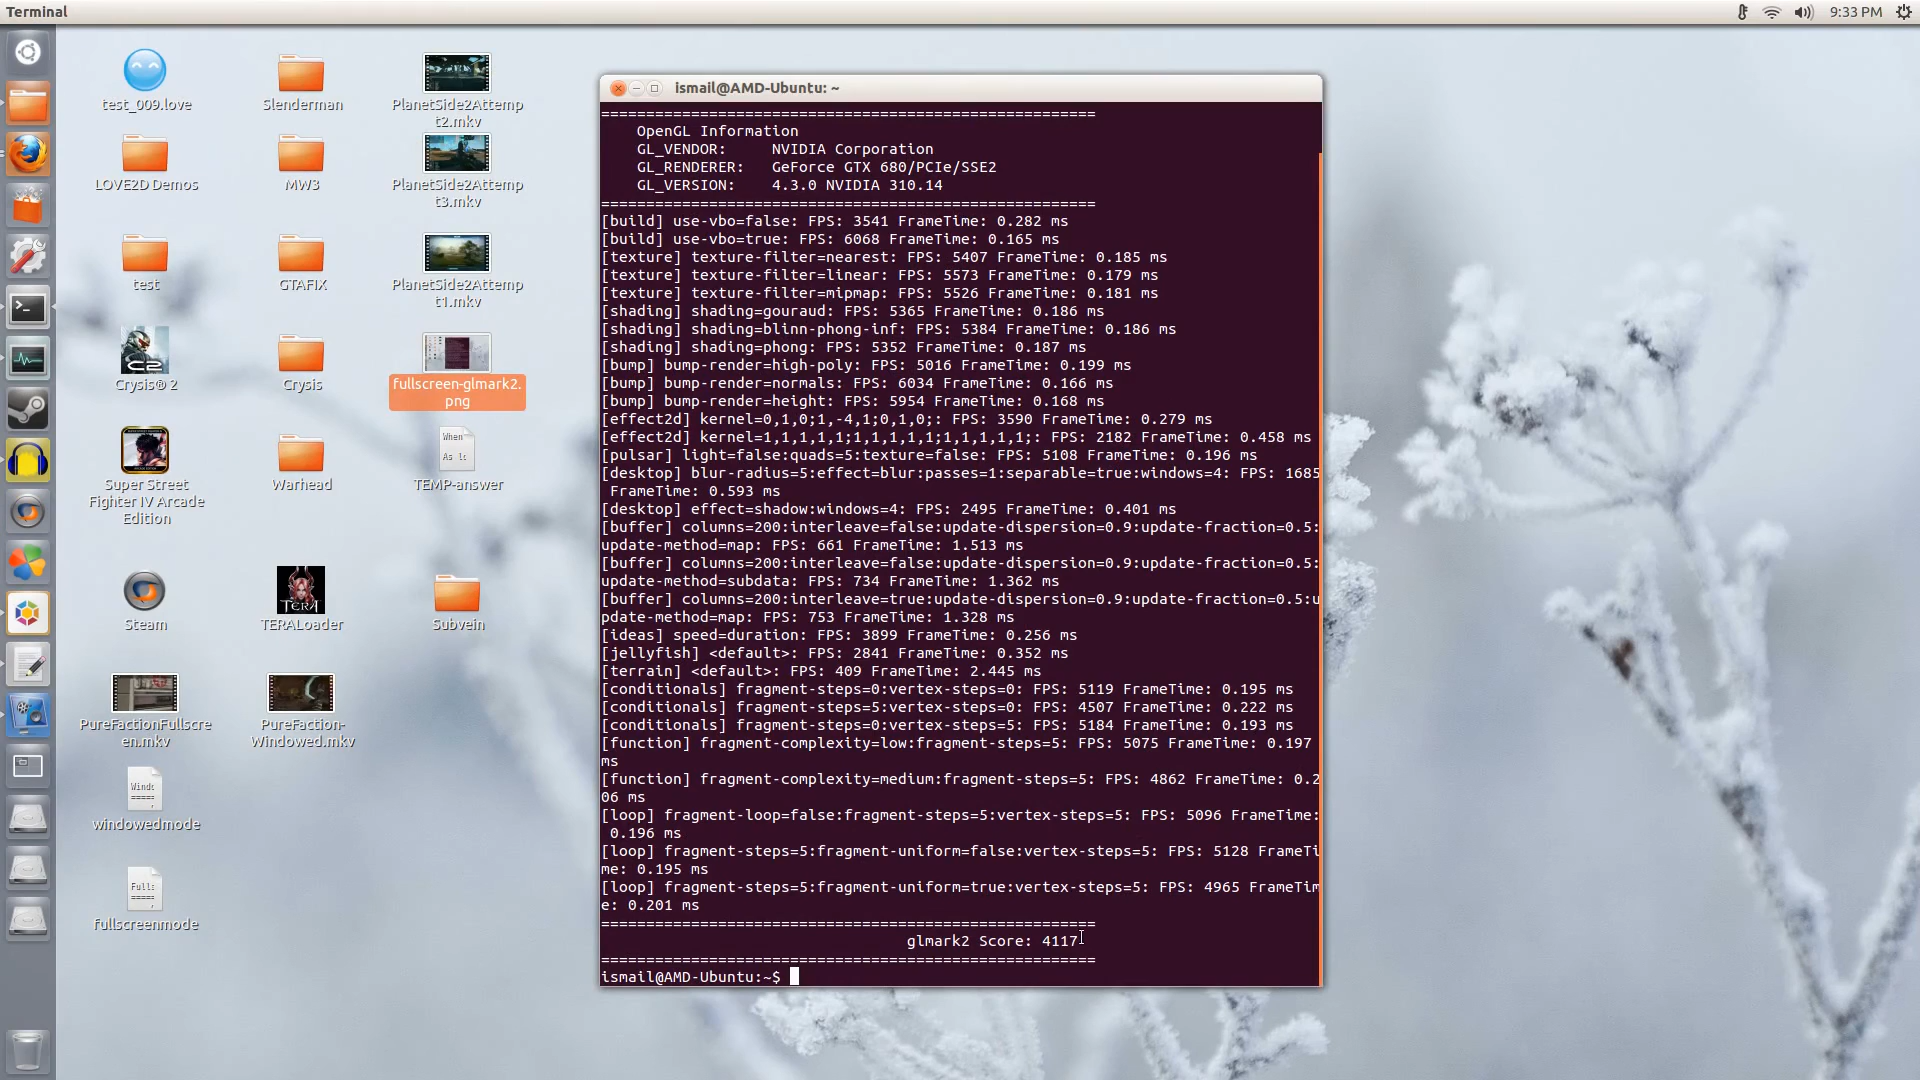 Terminal
9:33 PM
test_009.love
Slenderman
PlanetSide2Attemp
t2.mkv
LOVE2D Demos
MW3
PlanetSide2Attemp
t3.mkv
test
GTAFIX
PlanetSide2Attemp
t1.mkv
Crysis® 2
Crysis
fullscreen-glmark2.
png
Super Street
Fighter IV Arcade
Edition
Warhead
When
As lt
TEMP-answer
Steam
TERA
TERALoader
Subvein
PureFactionFullscre
en.mkv
PureFaction-
Windowed.mkv
Windo
=====
windowedmode
Fulls
=====
fullscreenmode
ismail@AMD-Ubuntu: ~
=======================================================
OpenGL Information
GL_VENDOR: NVIDIA Corporation
GL_RENDERER: GeForce GTX 680/PCIe/SSE2
GL_VERSION: 4.3.0 NVIDIA 310.14
=======================================================
[build] use-vbo=false: FPS: 3541 FrameTime: 0.282 ms
[build] use-vbo=true: FPS: 6068 FrameTime: 0.165 ms
[texture] texture-filter=nearest: FPS: 5407 FrameTime: 0.185 ms
[texture] texture-filter=linear: FPS: 5573 FrameTime: 0.179 ms
[texture] texture-filter=mipmap: FPS: 5526 FrameTime: 0.181 ms
[shading] shading=gouraud: FPS: 5365 FrameTime: 0.186 ms
[shading] shading=blinn-phong-inf: FPS: 5384 FrameTime: 0.186 ms
[shading] shading=phong: FPS: 5352 FrameTime: 0.187 ms
[bump] bump-render=high-poly: FPS: 5016 FrameTime: 0.199 ms
[bump] bump-render=normals: FPS: 6034 FrameTime: 0.166 ms
[bump] bump-render=height: FPS: 5954 FrameTime: 0.168 ms
[effect2d] kernel=0,1,0;1,-4,1;0,1,0;: FPS: 3590 FrameTime: 0.279 ms
[effect2d] kernel=1,1,1,1,1;1,1,1,1,1;1,1,1,1,1;: FPS: 2182 FrameTime: 0.458 ms
[pulsar] light=false:quads=5:texture=false: FPS: 5108 FrameTime: 0.196 ms
[desktop] blur-radius=5:effect=blur:passes=1:separable=true:windows=4: FPS: 1685
FrameTime: 0.593 ms
[desktop] effect=shadow:windows=4: FPS: 2495 FrameTime: 0.401 ms
[buffer] columns=200:interleave=false:update-dispersion=0.9:update-fraction=0.5:
update-method=map: FPS: 661 FrameTime: 1.513 ms
[buffer] columns=200:interleave=false:update-dispersion=0.9:update-fraction=0.5:
update-method=subdata: FPS: 734 FrameTime: 1.362 ms
[buffer] columns=200:interleave=true:update-dispersion=0.9:update-fraction=0.5:u
pdate-method=map: FPS: 753 FrameTime: 1.328 ms
[ideas] speed=duration: FPS: 3899 FrameTime: 0.256 ms
[jellyfish] <default>: FPS: 2841 FrameTime: 0.352 ms
[terrain] <default>: FPS: 409 FrameTime: 2.445 ms
[conditionals] fragment-steps=0:vertex-steps=0: FPS: 5119 FrameTime: 0.195 ms
[conditionals] fragment-steps=5:vertex-steps=0: FPS: 4507 FrameTime: 0.222 ms
[conditionals] fragment-steps=0:vertex-steps=5: FPS: 5184 FrameTime: 0.193 ms
[function] fragment-complexity=low:fragment-steps=5: FPS: 5075 FrameTime: 0.197
ms
[function] fragment-complexity=medium:fragment-steps=5: FPS: 4862 FrameTime: 0.2
06 ms
[loop] fragment-loop=false:fragment-steps=5:vertex-steps=5: FPS: 5096 FrameTime:
0.196 ms
[loop] fragment-steps=5:fragment-uniform=false:vertex-steps=5: FPS: 5128 FrameTi
me: 0.195 ms
[loop] fragment-steps=5:fragment-uniform=true:vertex-steps=5: FPS: 4965 FrameTim
e: 0.201 ms
=======================================================
glmark2 Score: 4117
=======================================================
ismail@AMD-Ubuntu:~$